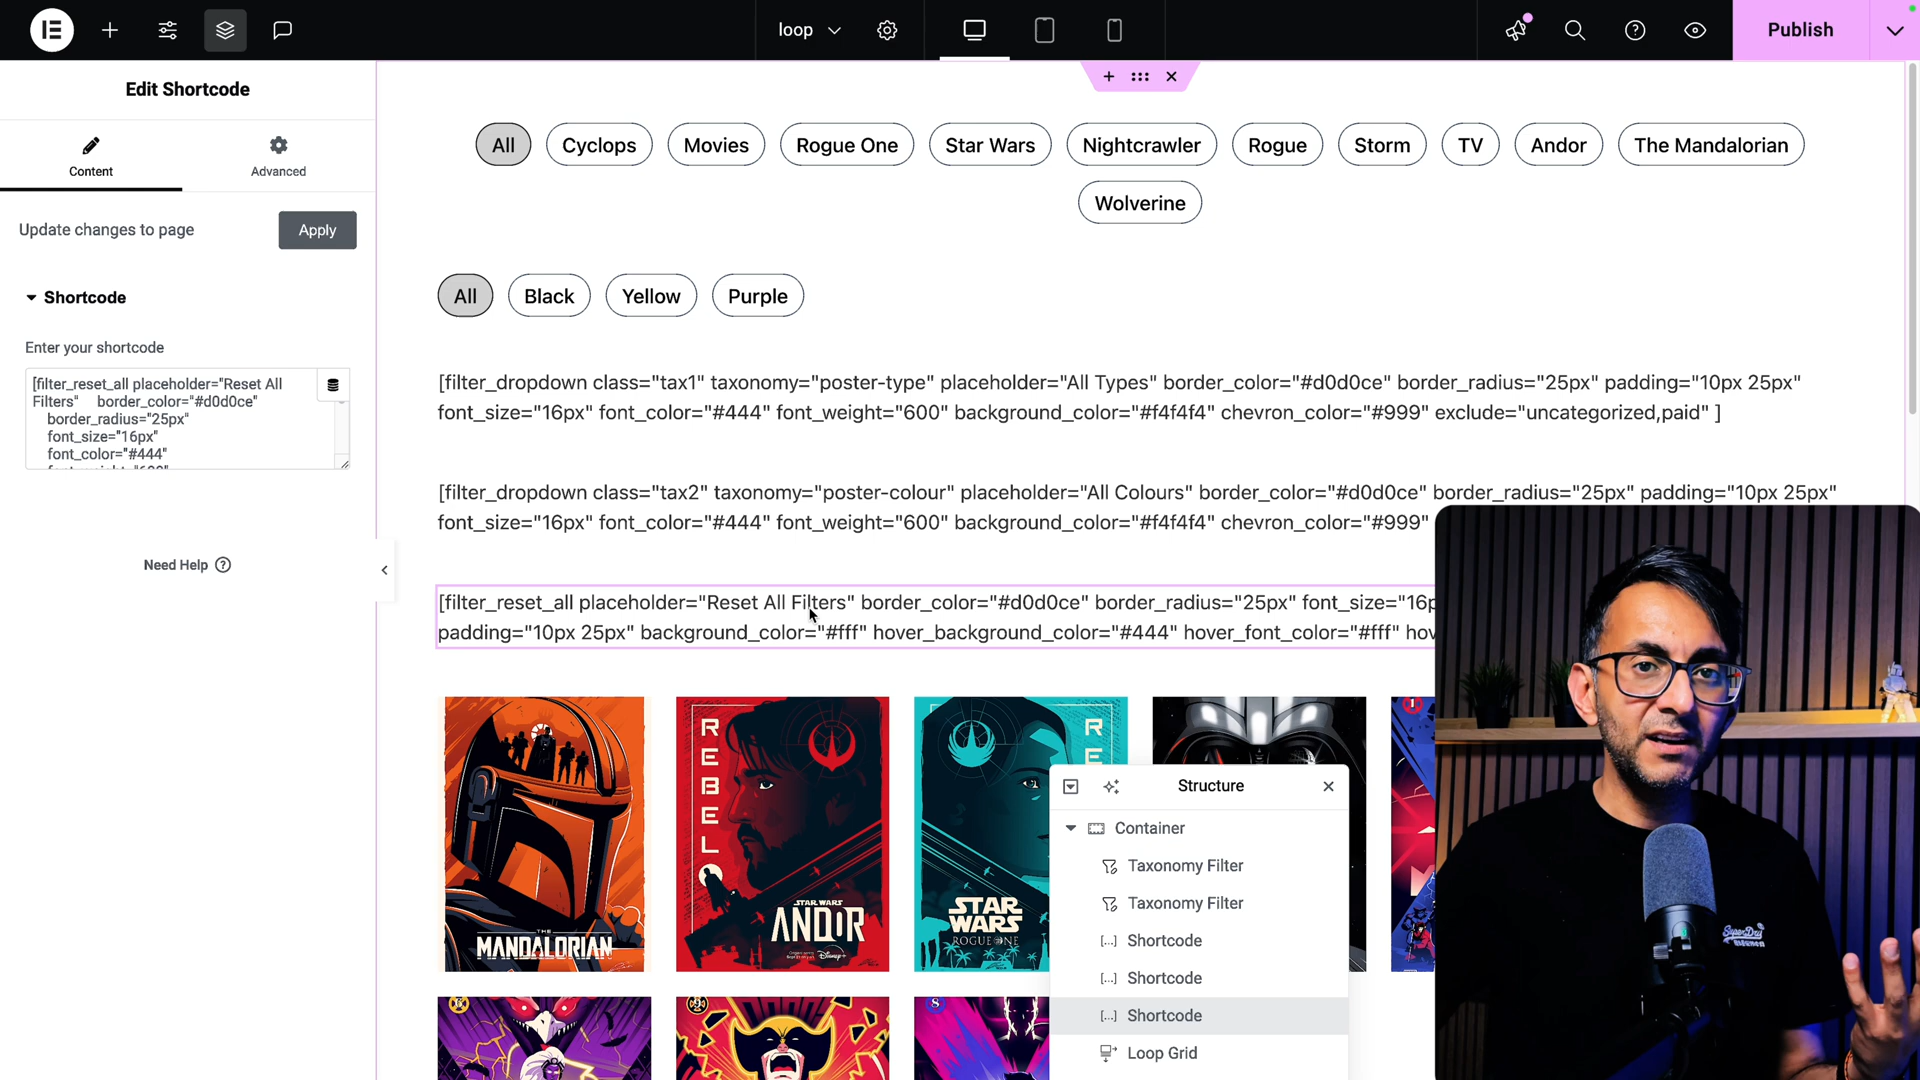 loop
Publish
Edit Shortcode
Content
Advanced
Update changes to page
Apply
Shortcode
Enter your shortcode
[filter_reset_all placeholder="Reset All
Filters" border_color="#d0d0ce"
border_radius="25px"
font_size="16px"
font_color="#444"
Need Help
All
Cyclops
Movies
Rogue One
Star Wars
Nightcrawler
Rogue
Storm
TV
Andor
The Mandalorian
Wolverine
All
Black
Yellow
Purple
[filter_dropdown class="tax1" taxonomy="poster-type" placeholder="All Types" border_color="#d0d0ce" border_radius="25px" padding="10px 25px"
font_size="16px" font_color="#444" font_weight="600" background_color="#f4f4f4" chevron_color="#999" exclude="uncategorized,paid" ]
[filter_dropdown class="tax2" taxonomy="poster-colour" placeholder="All Colours" border_color="#d0d0ce" border_radius="25px" padding="10px 25px"
font_size="16px" font_color="#444" font_weight="600" background_color="#f4f4f4" chevron_color="#999"
[filter_reset_all placeholder="Reset All Filters" border_color="#d0d0ce" border_radius="25px" font_size="16p
padding="10px 25px" background_color="#fff" hover_background_color="#444" hover_font_color="#fff" hov
THE
MANDALORIAN
REBEL
STAR WARS
ANDOR
Disney+
RE
STAR
WARS
ROGUE ONE
Structure
Container
Taxonomy Filter
Taxonomy Filter
[...] Shortcode
[...] Shortcode
[...] Shortcode
Loop Grid